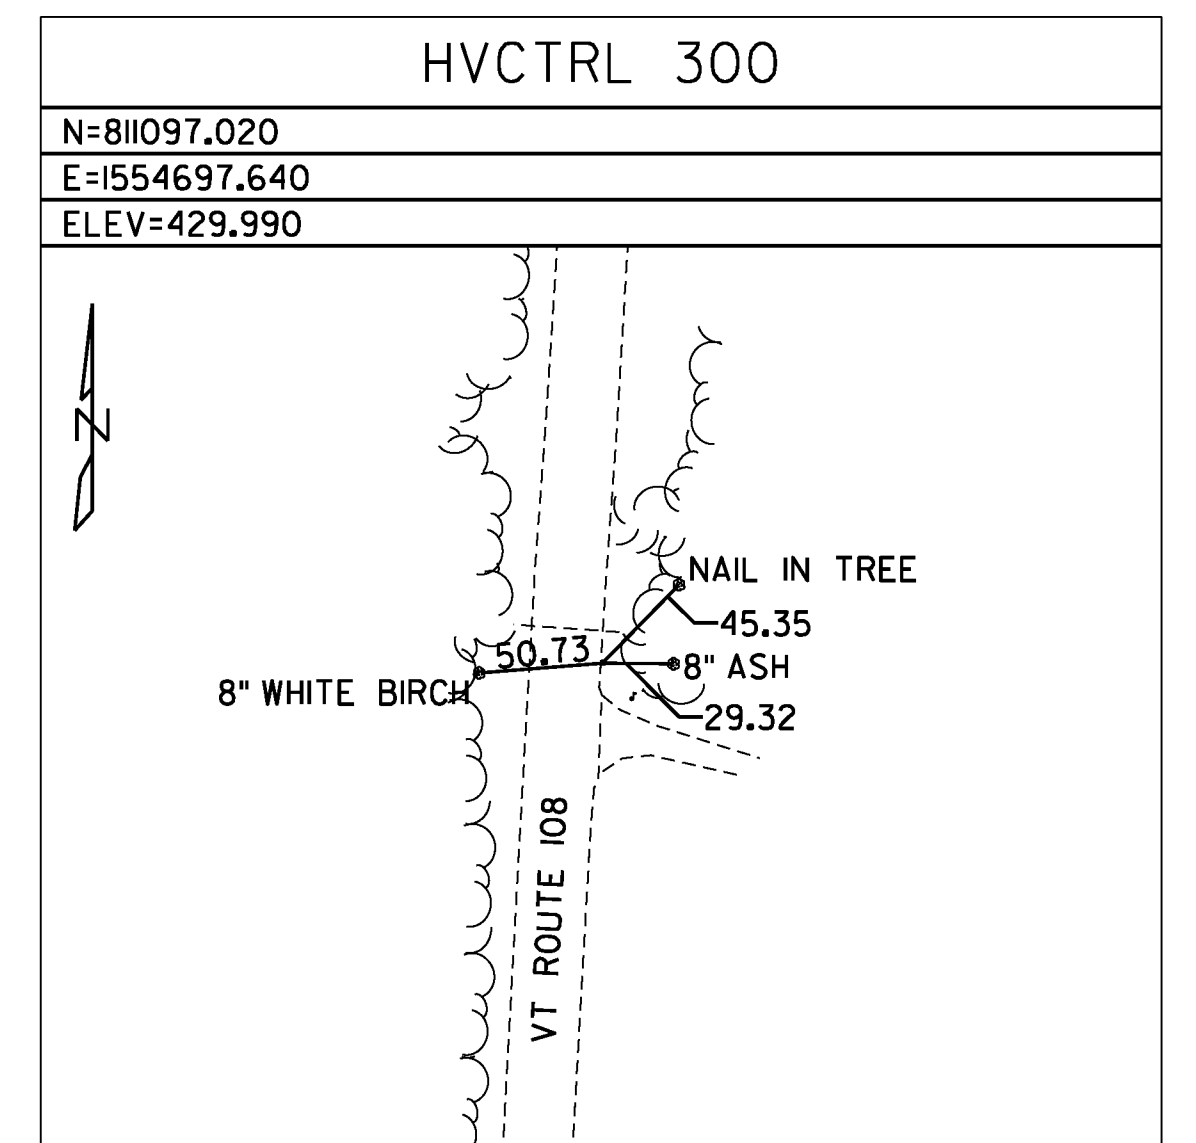 HVCTRL 300
N=811097.020
E=1554697.640
ELEV=429.990
N
NAIL IN TREE
45.35
50.73
8" ASH
8" WHITE BIRCH
29.32
VT ROUTE 108